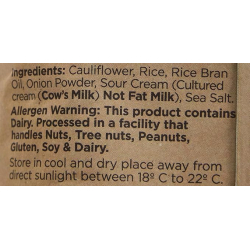 Ingredients: Cauliflower, Rice, Rice Bran
Oil, Onion Powder, Sour Cream (Cultured
cream (Cow's Milk) Not Fat Milk), Sea Salt.
Allergen Warning: This product contains
Dairy. Processed in a facility that
handles Nuts, Tree nuts, Peanuts,
Gluten, Soy & Dairy.
Store in cool and dry place away from
direct sunlight between 18º C to 22º C.